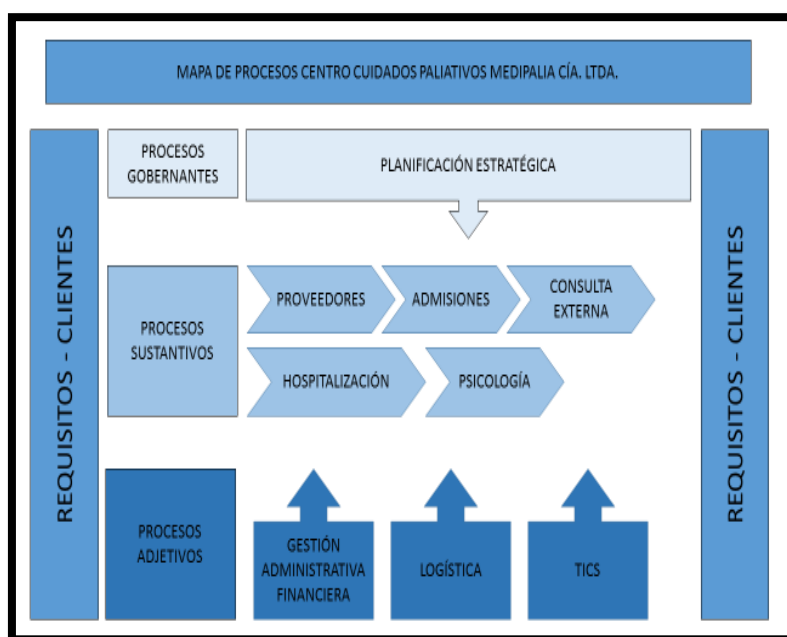 MAPA DE PROCESOS CENTRO CUIDADOS PALIATIVOS MEDIPALIA CÍA. LTDA.
REQUISITOS - CLIENTES
PROCESOS
GOBERNANTES
PLANIFICACIÓN ESTRATÉGICA
PROCESOS
SUSTANTIVOS
PROVEEDORES
ADMISIONES
CONSULTA
EXTERNA
HOSPITALIZACIÓN
PSICOLOGÍA
PROCESOS
ADJETIVOS
GESTIÓN
ADMINISTRATIVA
FINANCIERA
LOGÍSTICA
TICS
REQUISITOS - CLIENTES